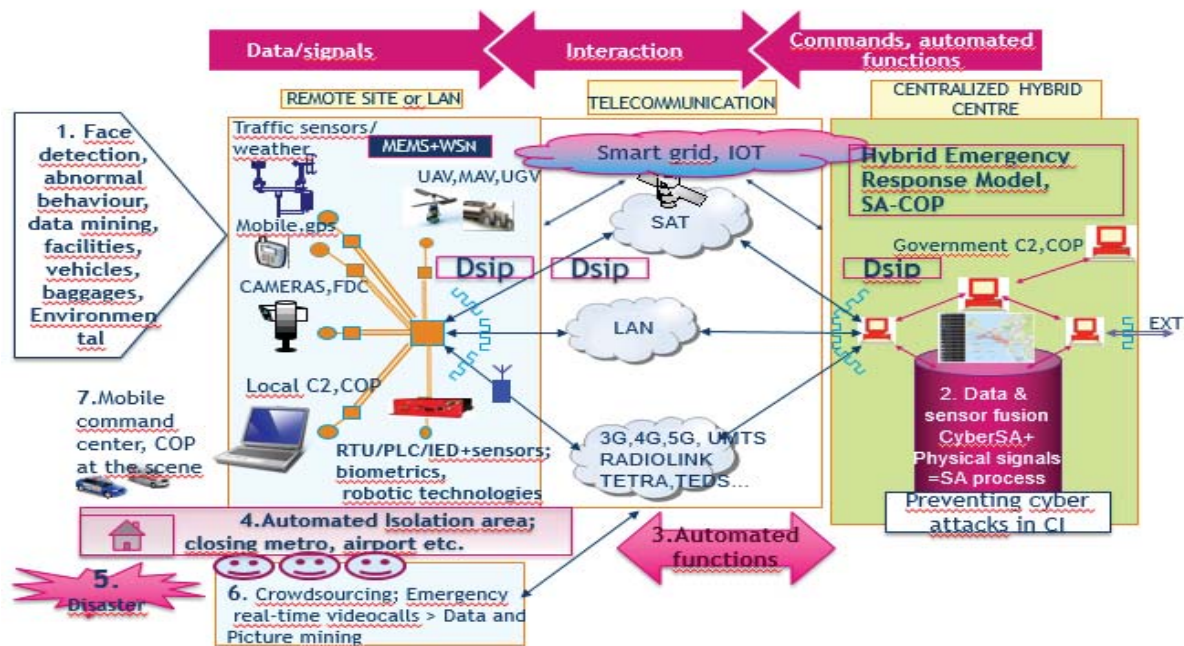 Data/signals
Interaction
Commands, automated
functions
REMOTE SITE or LAN
TELECOMMUNICATION
CENTRALIZED HYBRID
CENTRE
1. Face
detection,
abnormal
behaviour,
data mining,
facilities,
vehicles,
baggages,
Environmen
tal
Traffic sensors/
weather
MEMS+WSN
UAV,MAV,UGV
Mobile,gps
CAMERAS,FDC
Local C2,COP
RTU/PLC/IED+sensors;
biometrics,
robotic technologies
Dsip
Dsip
Smart grid, IOT
SAT
LAN
3G,4G,5G, UMTS
RADIOLINK
TETRA,TEDS...
Hybrid Emergency
Response Model,
SA-COP
Government C2,COP
Dsip
EXT
2. Data &
sensor fusion
CyberSA+
Physical signals
=SA process
Preventing cyber
attacks in CI
7.Mobile
command
center, COP
at the scene
4.Automated Isolation area;
closing metro, airport etc.
3.Automated
functions
5.
Disaster
6. Crowdsourcing; Emergency
real-time videocalls > Data and
Picture mining